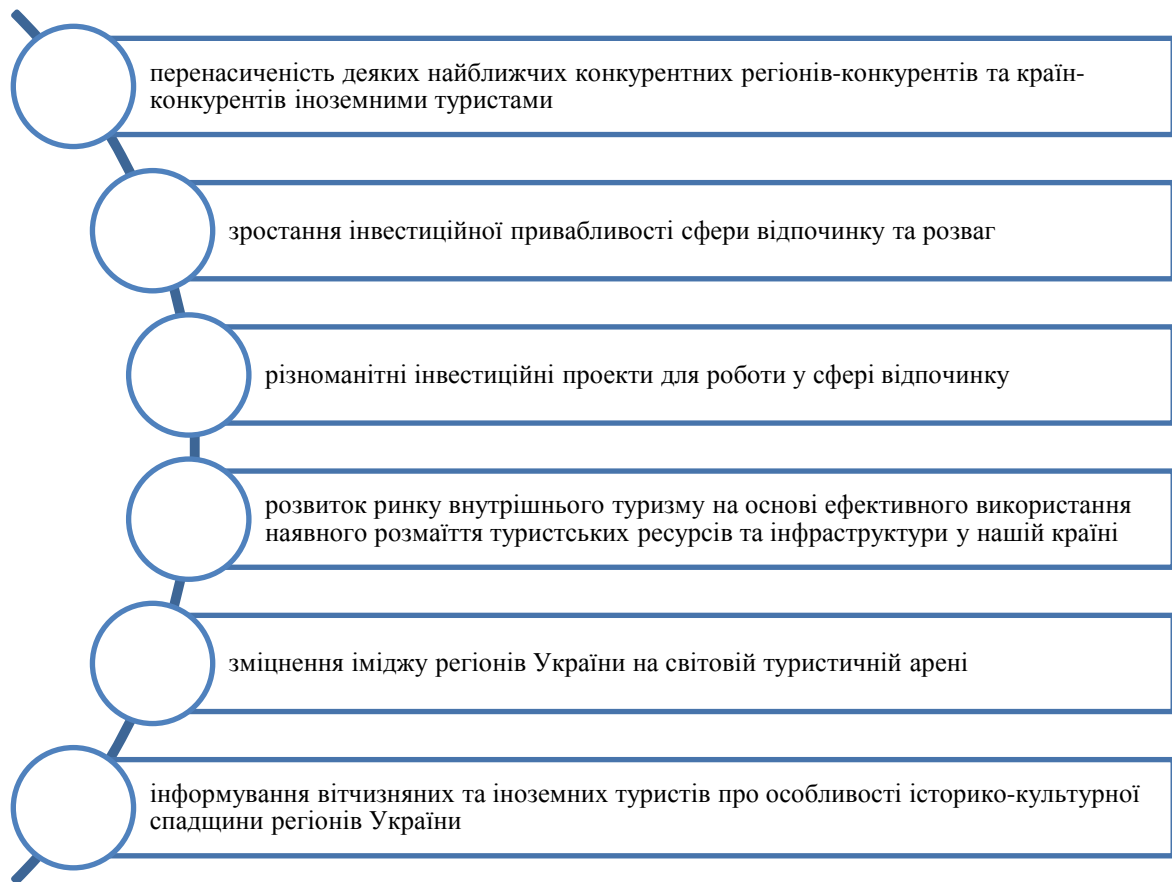 перенасиченість деяких найближчих конкурентних регіонів-конкурентів та країн-
конкурентів іноземними туристами
зростання інвестиційної привабливості сфери відпочинку та розваг
різноманітні інвестиційні проекти для роботи у сфері відпочинку
розвиток ринку внутрішнього туризму на основі ефективного використання
наявного розмаїття туристських ресурсів та інфраструктури у нашій країні
зміцнення іміджу регіонів України на світовій туристичній арені
інформування вітчизняних та іноземних туристів про особливості історико-культурної
спадщини регіонів України